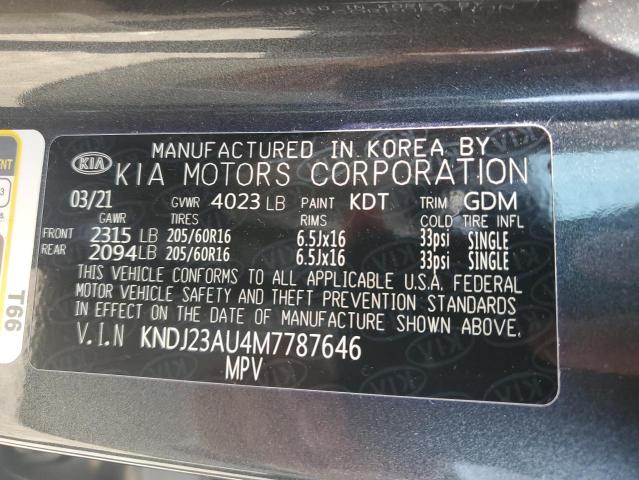 MANUFACTURED IN KOREA BY
KIA KIA MOTORS CORPORATION
03/21 GVWR 4023 LB PAINT KDT TRIM GDM
GAWR TIRES RIMS COLD TIRE INFL
FRONT 2315 LB 205/60R16 6.5Jx16 33psi SINGLE
REAR 2094 LB 205/60R16 6.5Jx16 33psi SINGLE
THIS VEHICLE CONFORMS TO ALL APPLICABLE U.S.A. FEDERAL
MOTOR VEHICLE SAFETY AND THEFT PREVENTION STANDARDS
IN EFFECT ON THE DATE OF MANUFACTURE SHOWN ABOVE.
V.I.N KNDJ23AU4M7787646
MPV
T66